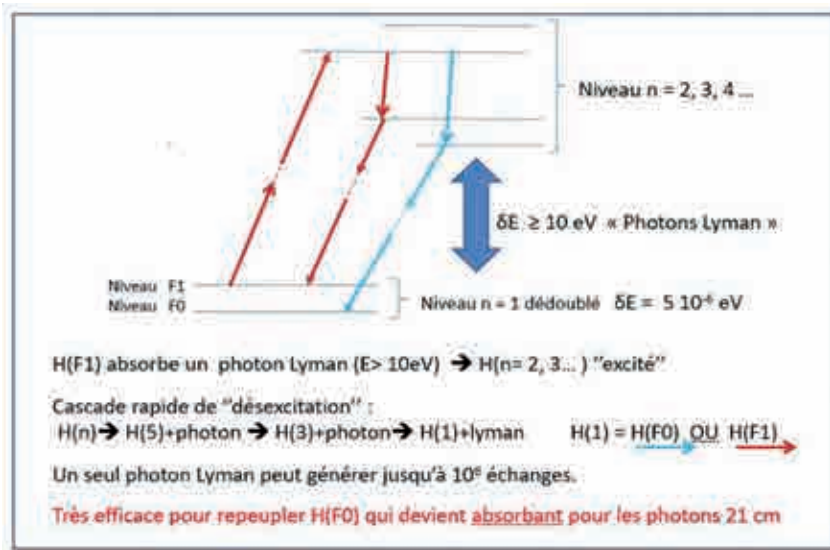 Niveau n = 2, 3, 4 ...
δE ≥ 10 eV « Photons Lyman »
Niveau F1
Niveau F0
Niveau n = 1 dédoublé δE = 5 10⁻⁶ eV
H(F1) absorbe un photon Lyman (E> 10eV) ➔ H(n= 2, 3... ) "excité"
Cascade rapide de "désexcitation" :
H(n)➔ H(5)+photon ➔ H(3)+photon➔ H(1)+lyman H(1) = H(F0) OU H(F1)
Un seul photon Lyman peut générer jusqu'à 10⁶ échanges.
Très efficace pour repeupler H(F0) qui devient absorbant pour les photons 21 cm